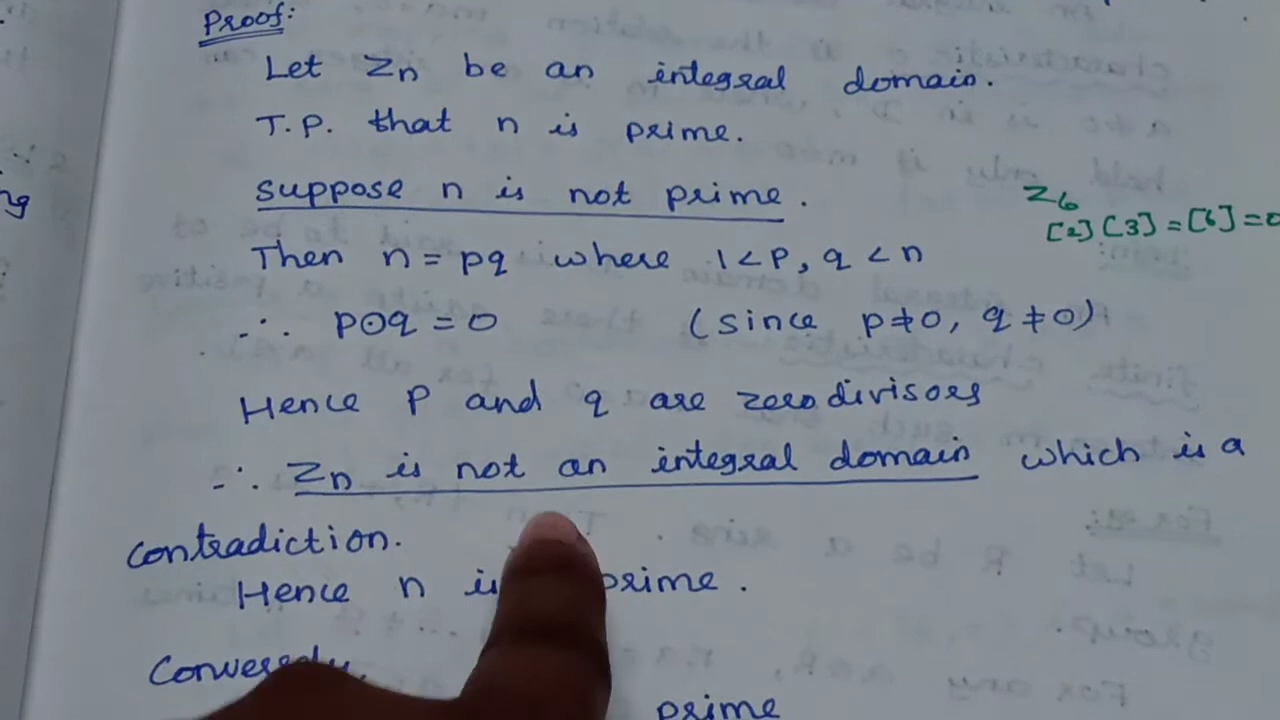 Proof:
Let Zn be an integral domain.
T.P. that n is prime.
Suppose n is not prime.
Z6
[2] [3] = [6] = 0
Then n = pq where 1 < p, q < n
∴ p⊙q = 0 (since p≠0, q≠0)
Hence p and q are zero divisors
∴ Zn is not an integral domain which is a
contradiction.
Hence n is prime.
Conversely,
prime